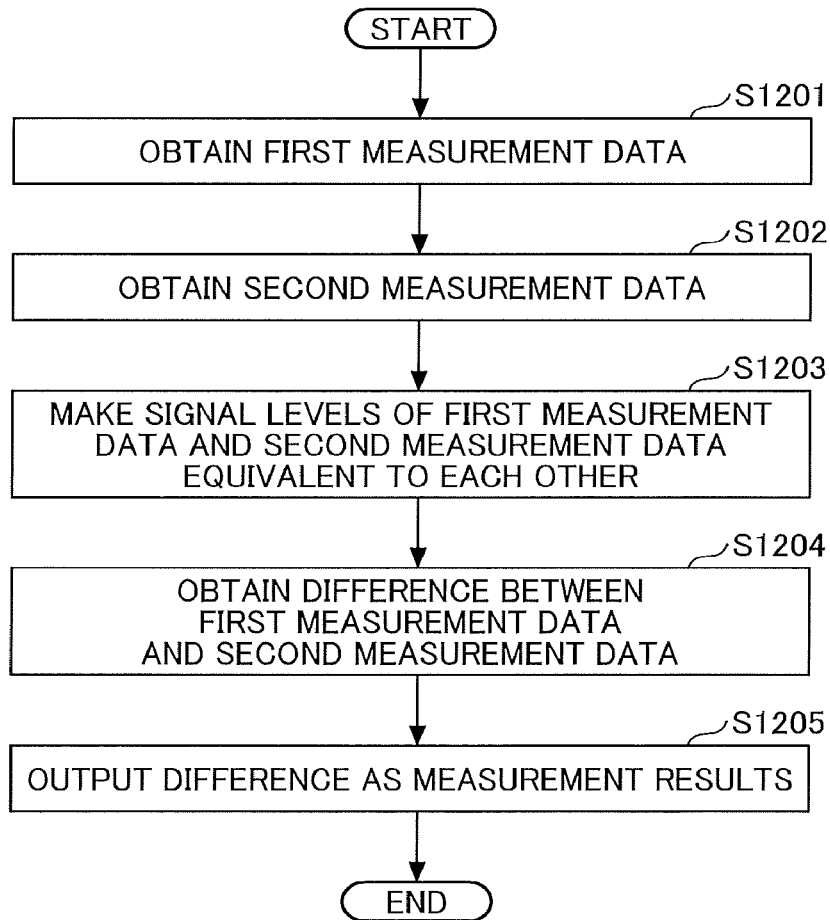 START
S1201
OBTAIN FIRST MEASUREMENT DATA
S1202
OBTAIN SECOND MEASUREMENT DATA
S1203
MAKE SIGNAL LEVELS OF FIRST MEASUREMENT
DATA AND SECOND MEASUREMENT DATA
EQUIVALENT TO EACH OTHER
S1204
OBTAIN DIFFERENCE BETWEEN
FIRST MEASUREMENT DATA
AND SECOND MEASUREMENT DATA
S1205
OUTPUT DIFFERENCE AS MEASUREMENT RESULTS
END